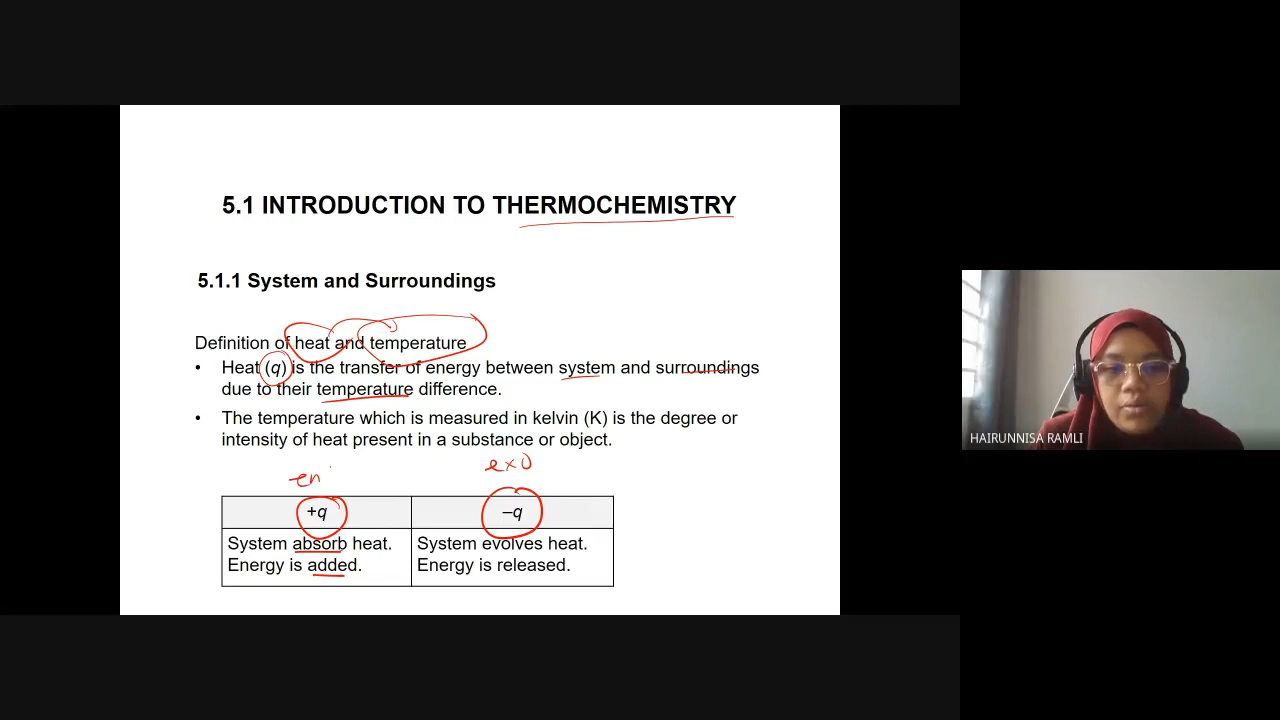 5.1 INTRODUCTION TO THERMOCHEMISTRY
5.1.1 System and Surroundings
Definition of heat and temperature
• Heat (q) is the transfer of energy between system and surroundings
due to their temperature difference.
• The temperature which is measured in kelvin (K) is the degree or
intensity of heat present in a substance or object.
en
exo
+q
–q
System absorb heat.
Energy is added.
System evolves heat.
Energy is released.
HAIRUNNISA RAMLI